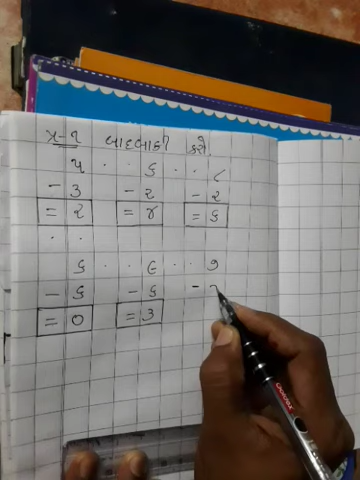 પ્ર-૨ બાદબાકી કરો.
૫ ૬ ૮
- ૩ - ૨ - ૨
= ૨ = ૪ = ૬
૬ ૯ ૭
- ૬ - ૬ -
= ૦ = ૩